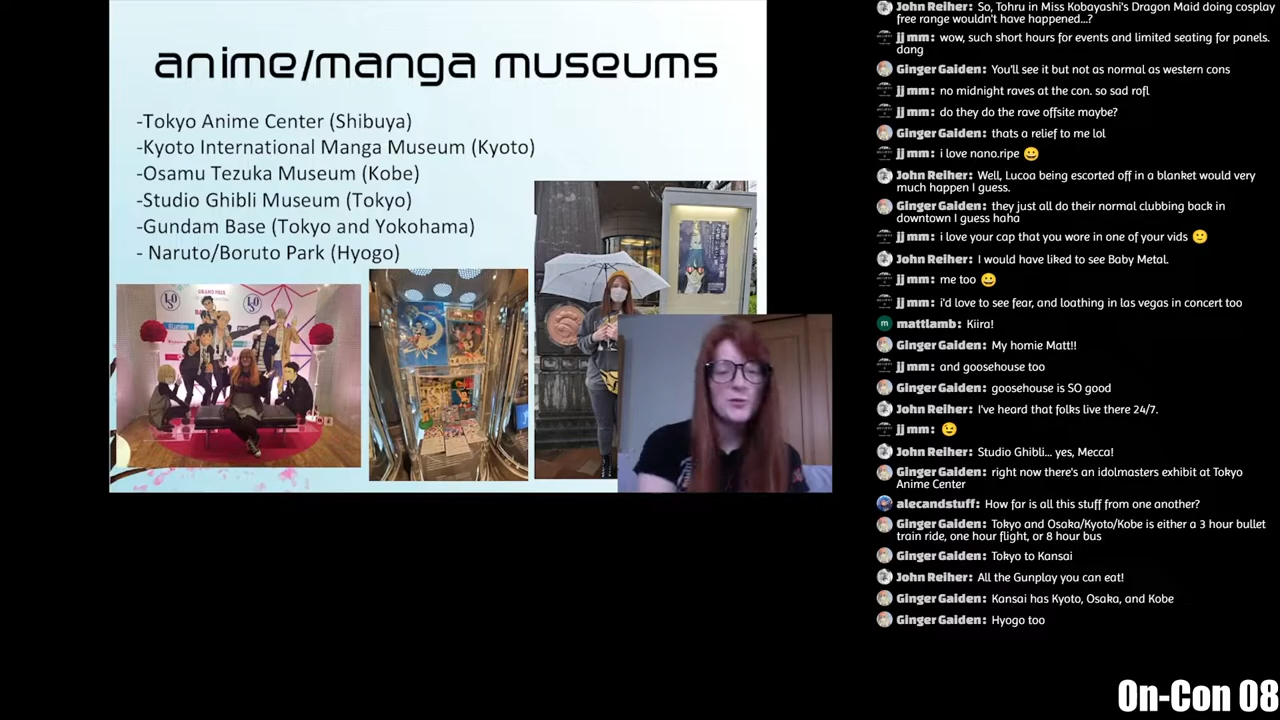 anime/manga museums
-Tokyo Anime Center (Shibuya)
-Kyoto International Manga Museum (Kyoto)
-Osamu Tezuka Museum (Kobe)
-Studio Ghibli Museum (Tokyo)
-Gundam Base (Tokyo and Yokohama)
- Naruto/Boruto Park (Hyogo)
John Reiher: So, Tohru in Miss Kobayashi's Dragon Maid doing cosplay
free range wouldn't have happened...?
jj mm: wow, such short hours for events and limited seating for panels.
dang
Ginger Gaiden: You'll see it but not as normal as western cons
jj mm: no midnight raves at the con. so sad rofl
jj mm: do they do the rave offsite maybe?
Ginger Gaiden: thats a relief to me lol
jj mm: i love nano.ripe 😀
John Reiher: Well, Lucoa being escorted off in a blanket would very
much happen I guess.
Ginger Gaiden: they just all do their normal clubbing back in
downtown I guess haha
jj mm: i love your cap that you wore in one of your vids 🙂
John Reiher: I would have liked to see Baby Metal.
jj mm: me too 😀
jj mm: i'd love to see fear, and loathing in las vegas in concert too
m mattlamb: Kiira!
Ginger Gaiden: My homie Matt!!
jj mm: and goosehouse too
Ginger Gaiden: goosehouse is SO good
John Reiher: I've heard that folks live there 24/7.
jj mm: 😉
John Reiher: Studio Ghibli... yes, Mecca!
Ginger Gaiden: right now there's an idolmasters exhibit at Tokyo
Anime Center
alecandstuff: How far is all this stuff from one another?
Ginger Gaiden: Tokyo and Osaka/Kyoto/Kobe is either a 3 hour bullet
train ride, one hour flight, or 8 hour bus
Ginger Gaiden: Tokyo to Kansai
John Reiher: All the Gunplay you can eat!
Ginger Gaiden: Kansai has Kyoto, Osaka, and Kobe
Ginger Gaiden: Hyogo too
On-Con 08